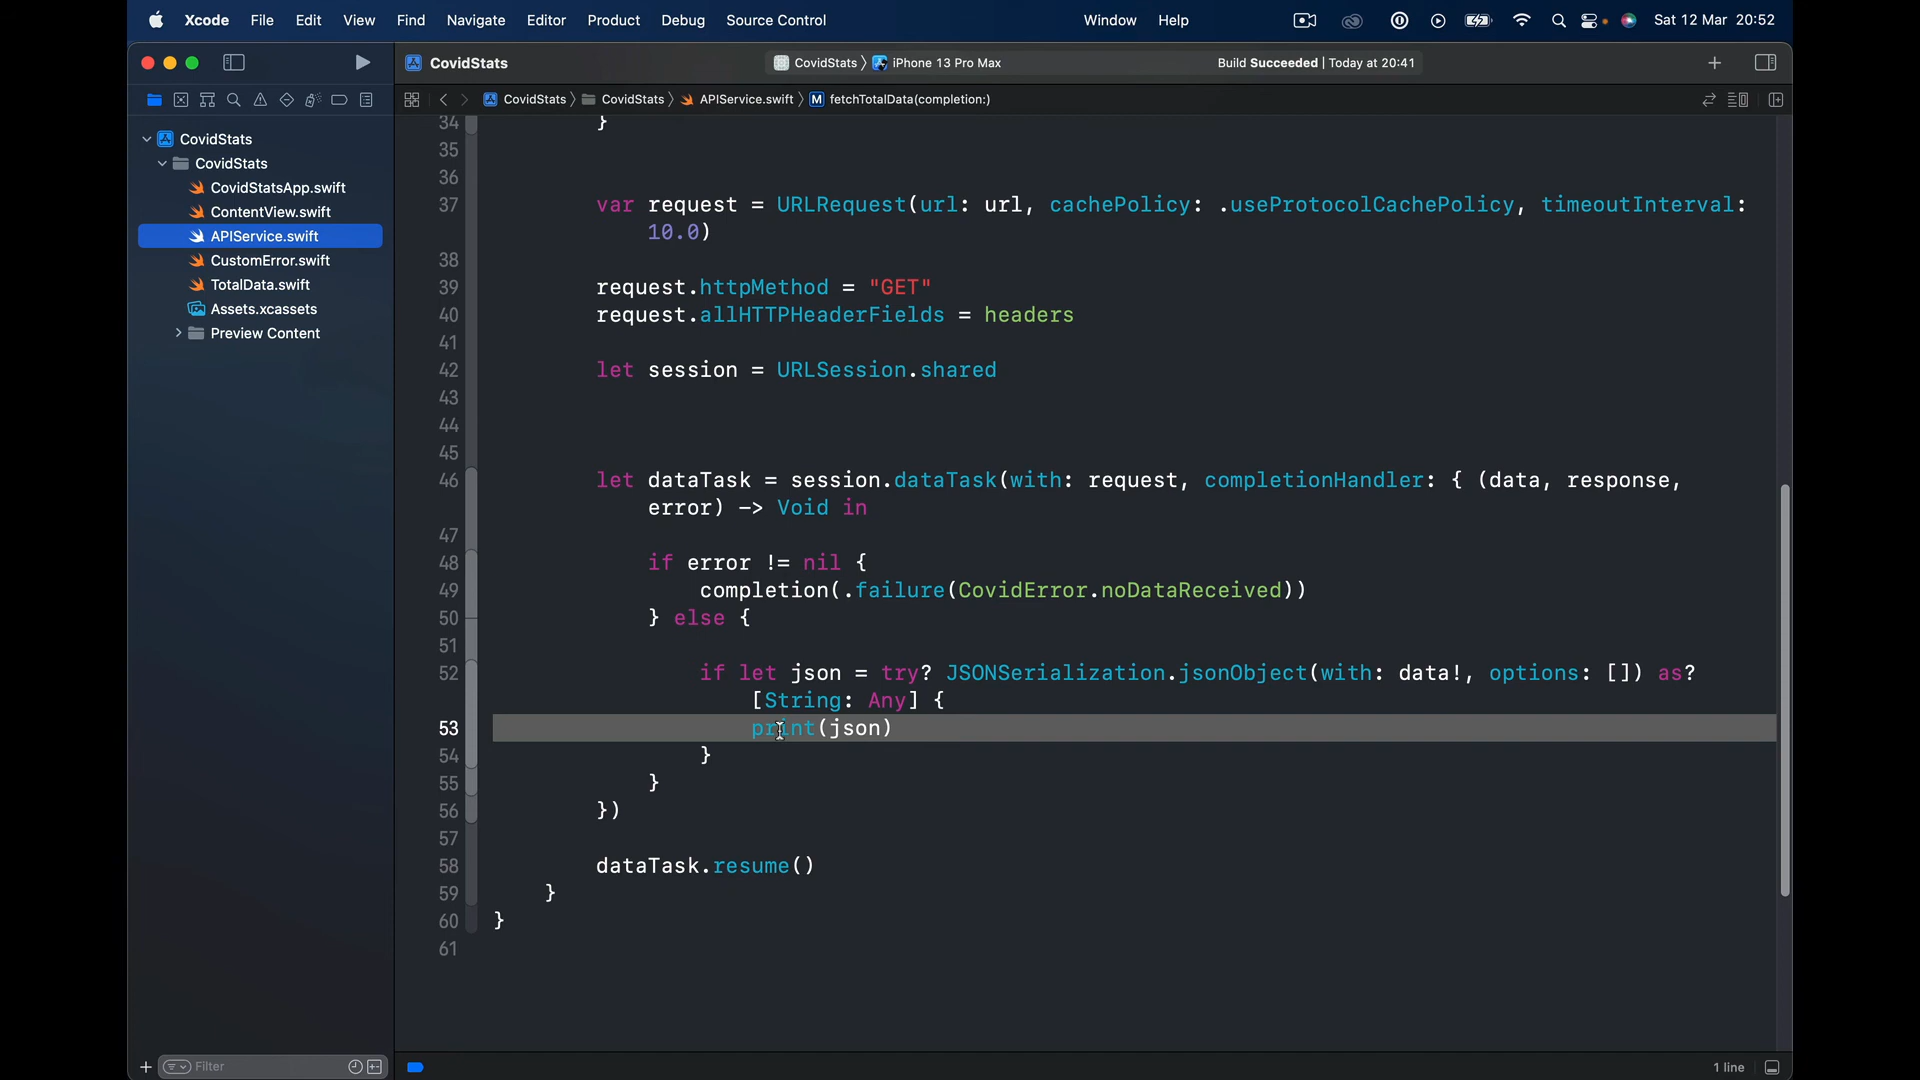 Xcode File Edit View Find Navigate Editor Product Debug Source Control Window Help Sat 12 Mar 20:52
CovidStats CovidStats iPhone 13 Pro Max Build Succeeded | Today at 20:41
CovidStats CovidStats APIService.swift M fetchTotalData(completion:)
CovidStats
CovidStats
CovidStatsApp.swift
ContentView.swift
APIService.swift
CustomError.swift
TotalData.swift
Assets.xcassets
Preview Content
34 }
35
36
37 var request = URLRequest(url: url, cachePolicy: .useProtocolCachePolicy, timeoutInterval:
10.0)
38
39 request.httpMethod = "GET"
40 request.allHTTPHeaderFields = headers
41
42 let session = URLSession.shared
43
44
45
46 let dataTask = session.dataTask(with: request, completionHandler: { (data, response,
error) -> Void in
47
48 if error != nil {
49 completion(.failure(CovidError.noDataReceived))
50 } else {
51
52 if let json = try? JSONSerialization.jsonObject(with: data!, options: []) as?
[String: Any] {
53 print(json)
54 }
55 }
56 })
57
58 dataTask.resume()
59 }
60 }
61
Filter
1 line